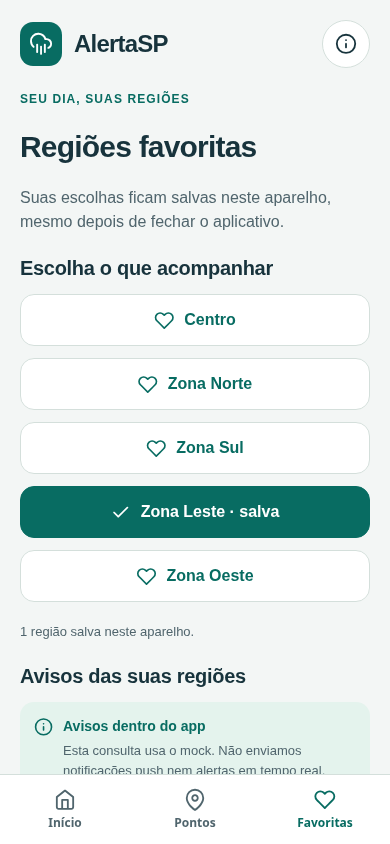 AlertaSP
SEU DIA, SUAS REGIÕES
Regiões favoritas
Suas escolhas ficam salvas neste aparelho,
mesmo depois de fechar o aplicativo.
Escolha o que acompanhar
Centro
Zona Norte
Zona Sul
Zona Leste · salva
Zona Oeste
1 região salva neste aparelho.
Avisos das suas regiões
Avisos dentro do app
Esta consulta usa o mock. Não enviamos
notificações push nem alertas em tempo real.
Início
Pontos
Favoritas